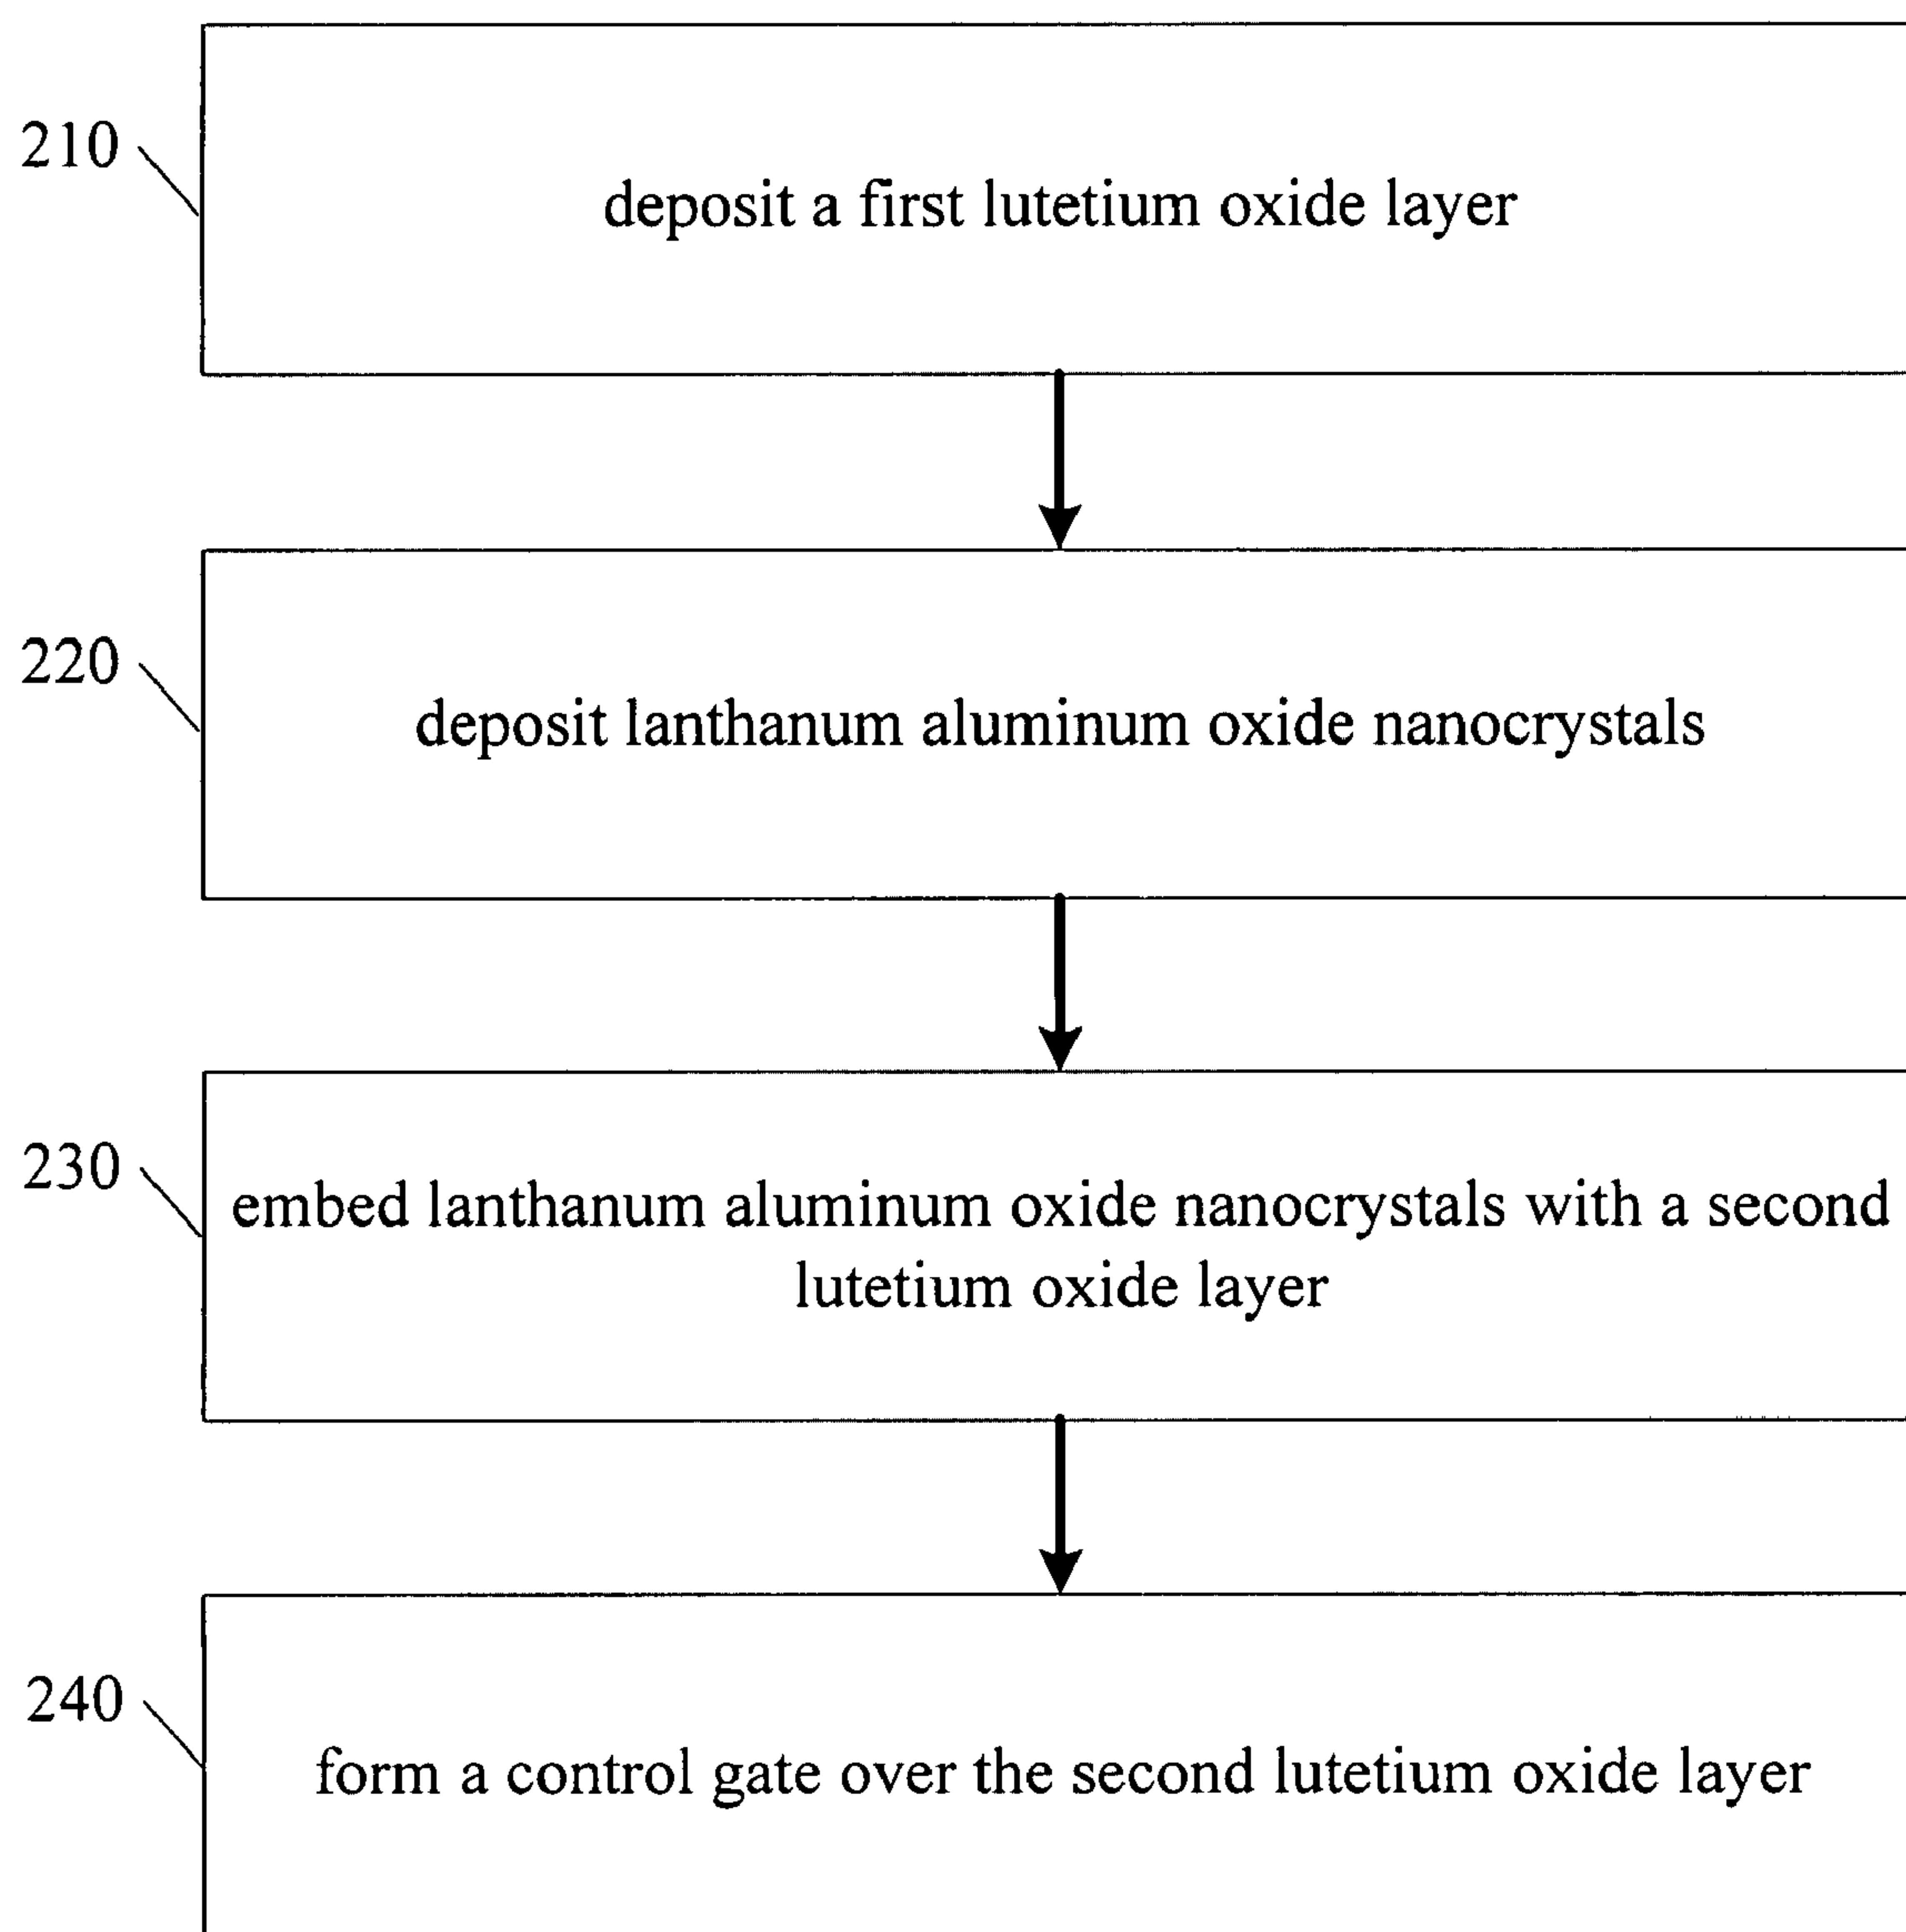 210
deposit a first lutetium oxide layer
220
deposit lanthanum aluminum oxide nanocrystals
230
embed lanthanum aluminum oxide nanocrystals with a second
lutetium oxide layer
240
form a control gate over the second lutetium oxide layer